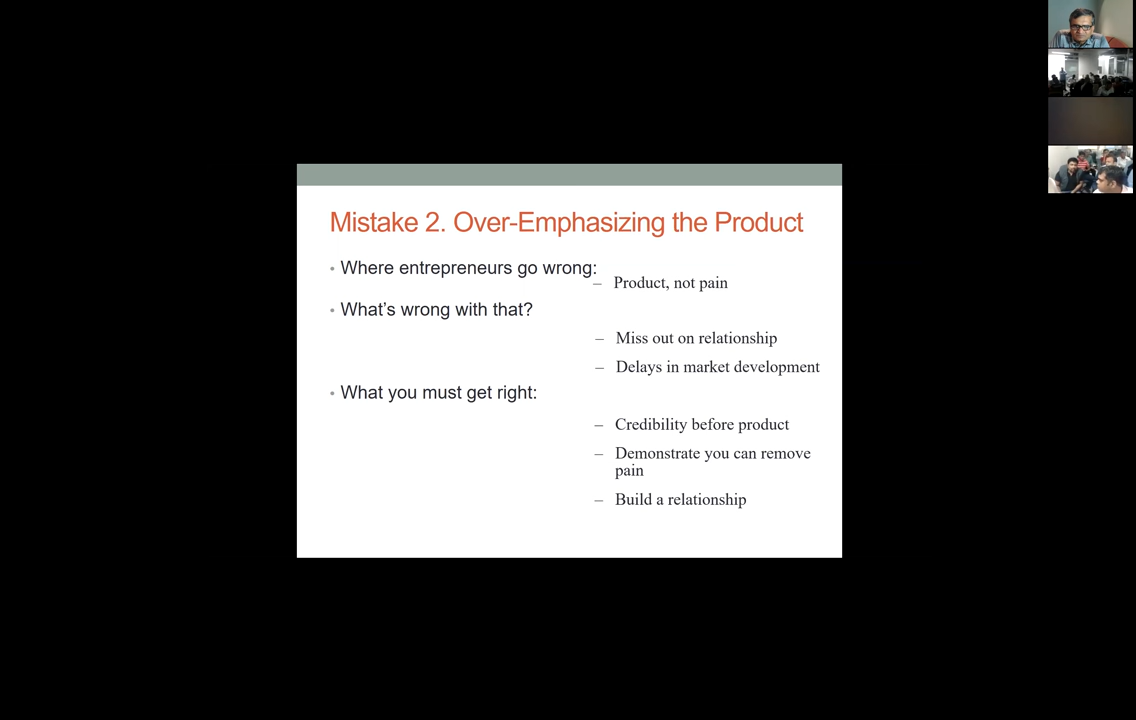 Mistake 2. Over-Emphasizing the Product
• Where entrepreneurs go wrong:
– Product, not pain
• What’s wrong with that?
– Miss out on relationship
– Delays in market development
• What you must get right:
– Credibility before product
– Demonstrate you can remove
pain
– Build a relationship